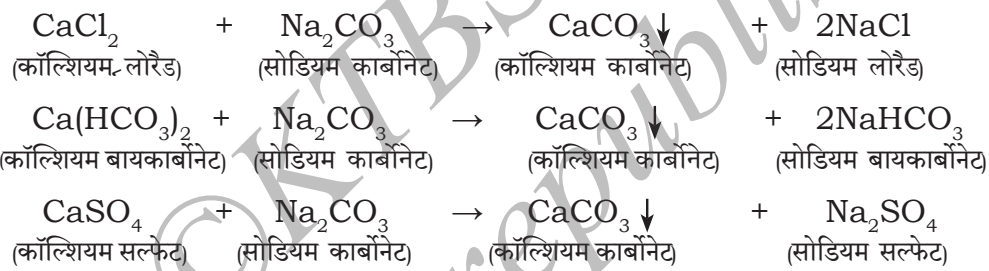 CaCl₂ + Na₂CO₃ → CaCO₃↓ + 2NaCl
(कॉल्शियम- लोरैड) (सोडियम कार्बोनेट) (कॉल्शियम कार्बोनेट) (सोडियम लोरैड)
Ca(HCO₃)₂ + Na₂CO₃ → CaCO₃↓ + 2NaHCO₃
(कॉल्शियम बायकार्बोनेट) (सोडियम कार्बोनेट) (कॉल्शियम कार्बोनेट) (सोडियम बायकार्बोनेट)
CaSO₄ + Na₂CO₃ → CaCO₃↓ + Na₂SO₄
(कॉल्शियम सल्फेट) (सोडियम कार्बोनेट) (कॉल्शियम कार्बोनेट) (सोडियम सल्फेट)